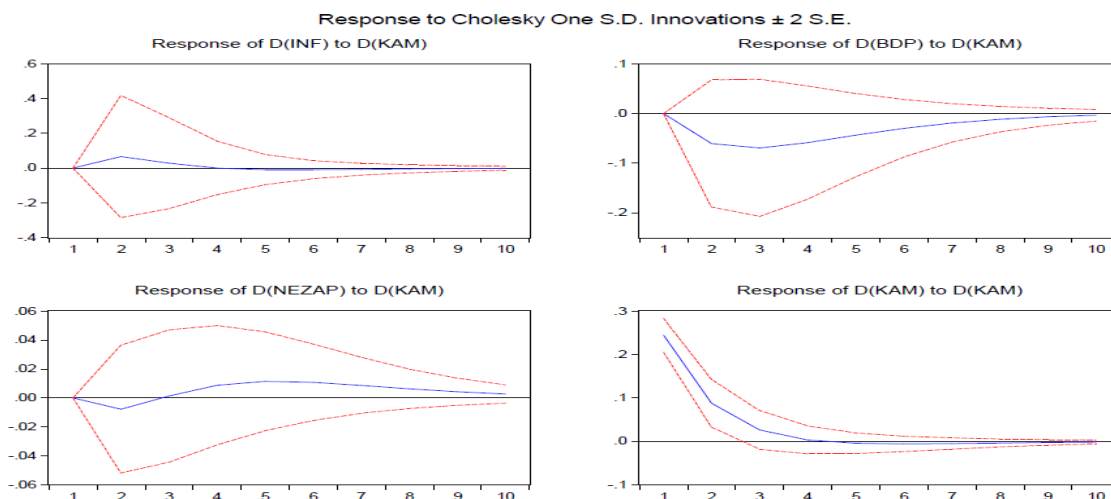 Response to Cholesky One S.D. Innovations ± 2 S.E.
Response of D(INF) to D(KAM)
.6
.4
.2
.0
-.2
-.4
1 2 3 4 5 6 7 8 9 10
Response of D(BDP) to D(KAM)
.1
.0
-.1
-.2
1 2 3 4 5 6 7 8 9 10
Response of D(NEZAP) to D(KAM)
.06
.04
.02
.00
-.02
-.04
-.06
1 2 3 4 5 6 7 8 9 10
Response of D(KAM) to D(KAM)
.3
.2
.1
.0
-.1
1 2 3 4 5 6 7 8 9 10